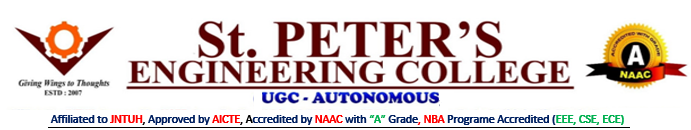 St. PETER'S
ENGINEERING COLLEGE
UGC - AUTONOMOUS
Giving Wings to Thoughts
ESTD : 2007
ACCREDITED WITH GRADE
A
NAAC
Affiliated to JNTUH, Approved by AICTE, Accredited by NAAC with “A” Grade, NBA Programe Accredited (EEE, CSE, ECE)